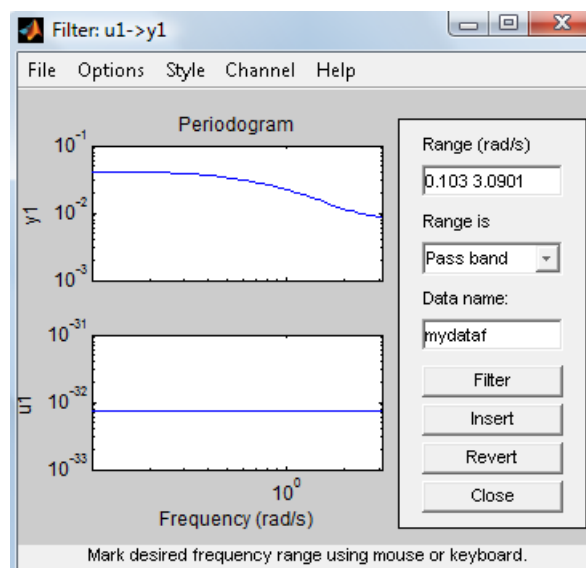 Filter: u1->y1
File Options Style Channel Help
Periodogram
10^-1
10^-2
10^-3
y1
10^-31
10^-32
10^-33
u1
10^0
Frequency (rad/s)
Range (rad/s)
0.103 3.0901
Range is
Pass band
Data name:
mydataf
Filter
Insert
Revert
Close
Mark desired frequency range using mouse or keyboard.